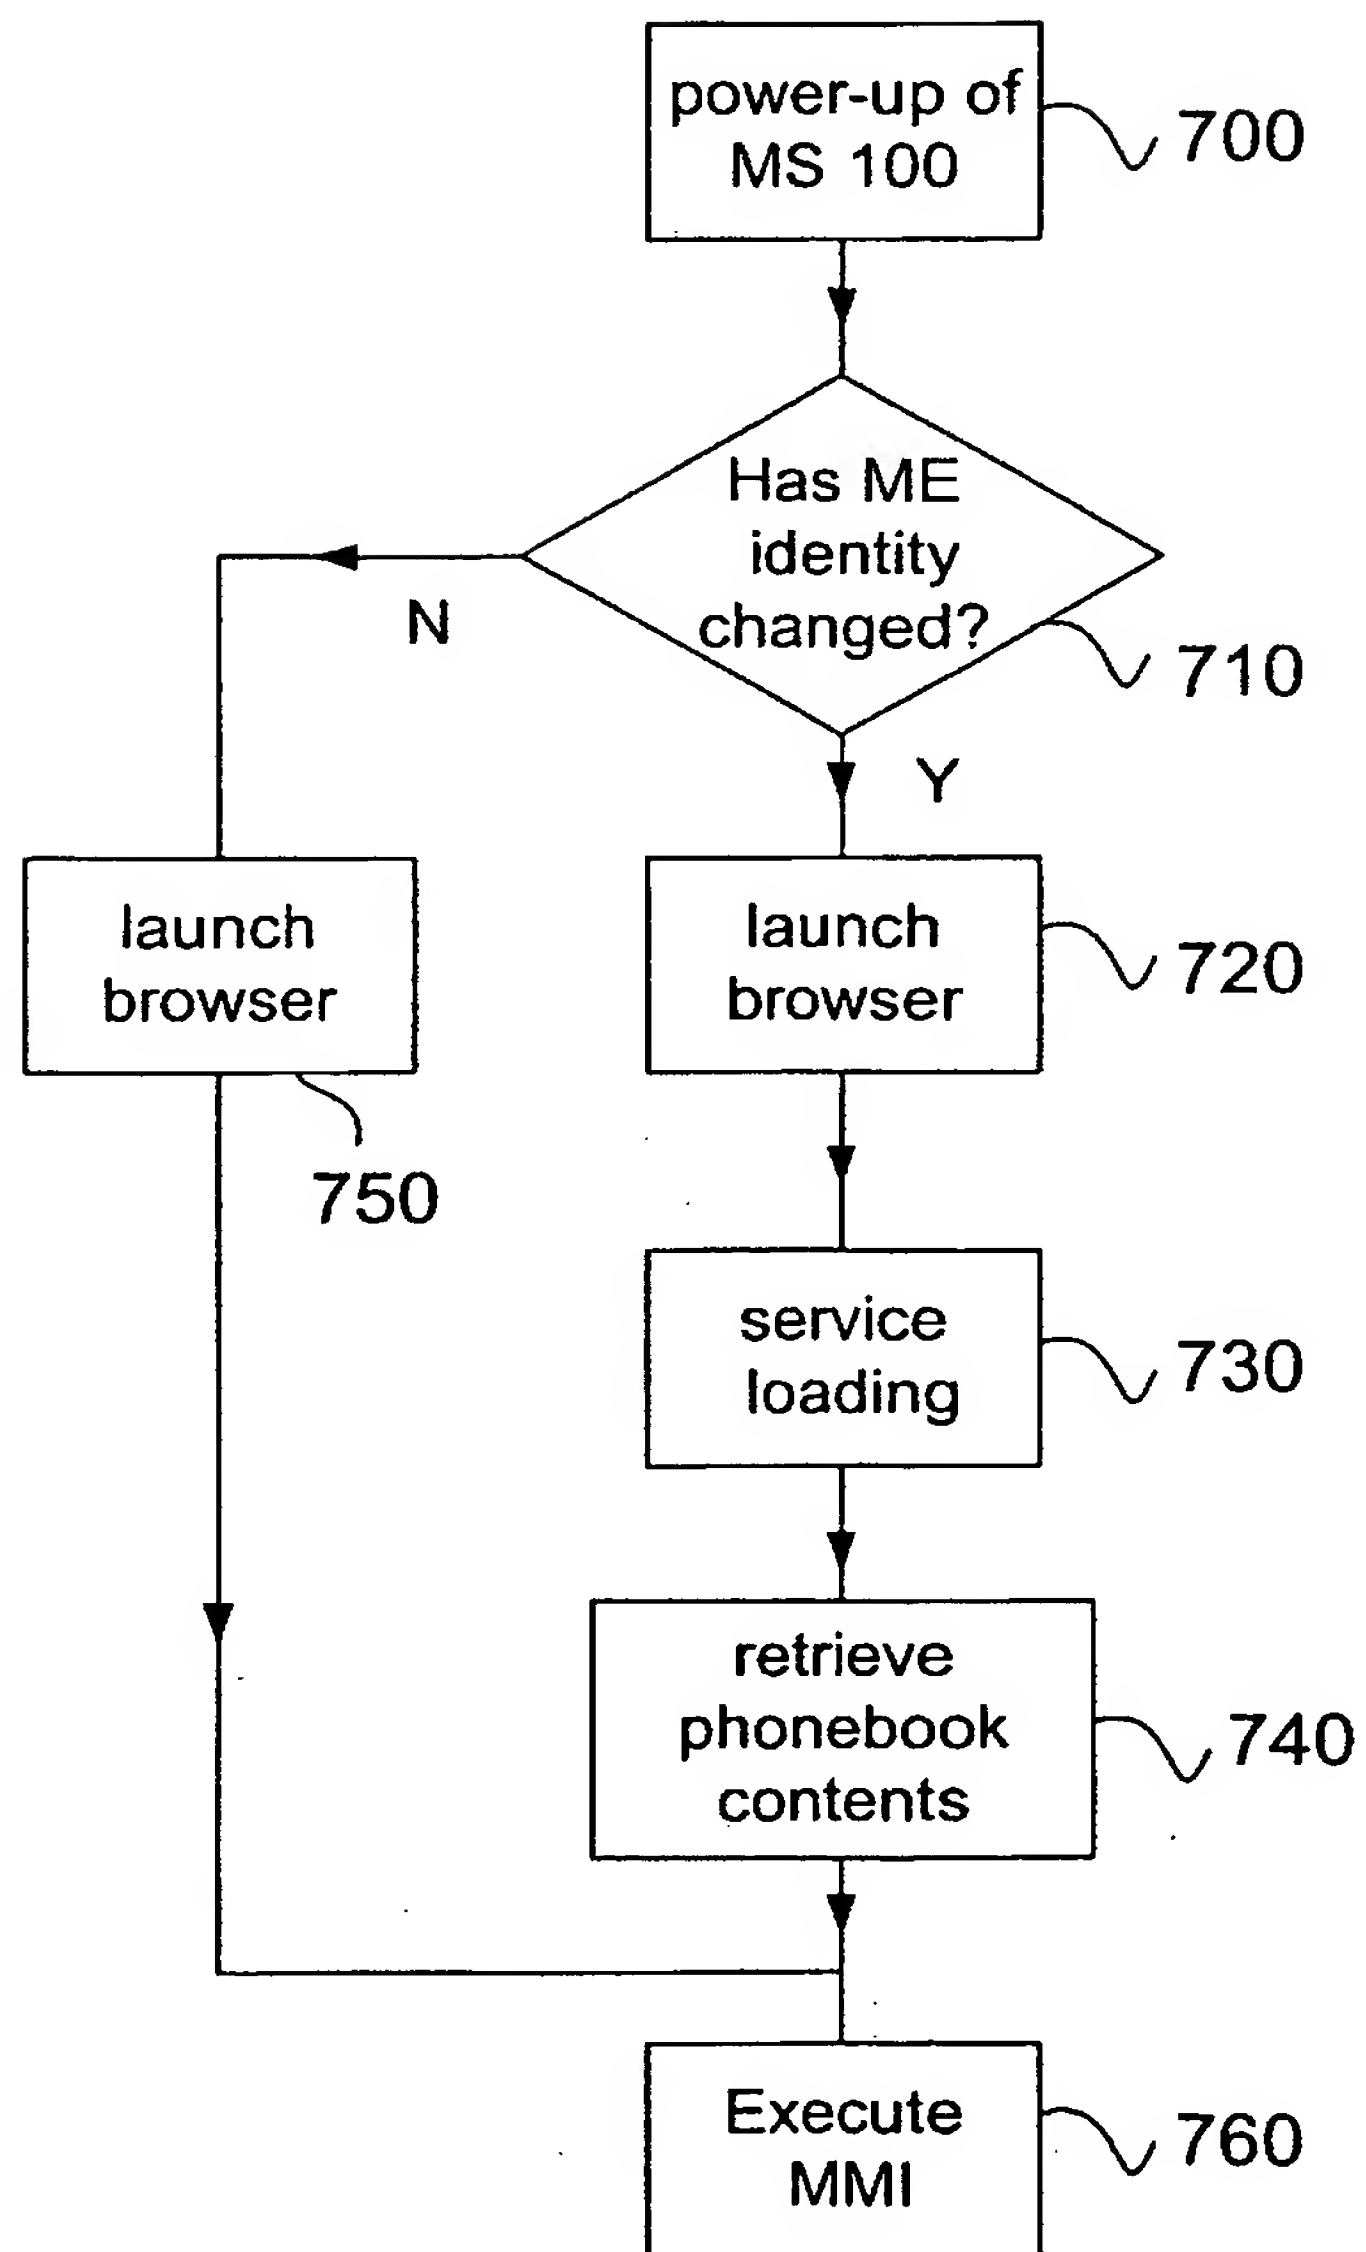 power-up of
MS 100
700
Has ME
identity
changed?
710
N
Y
launch
browser
750
launch
browser
720
service
loading
730
retrieve
phonebook
contents
740
Execute
MMI
760